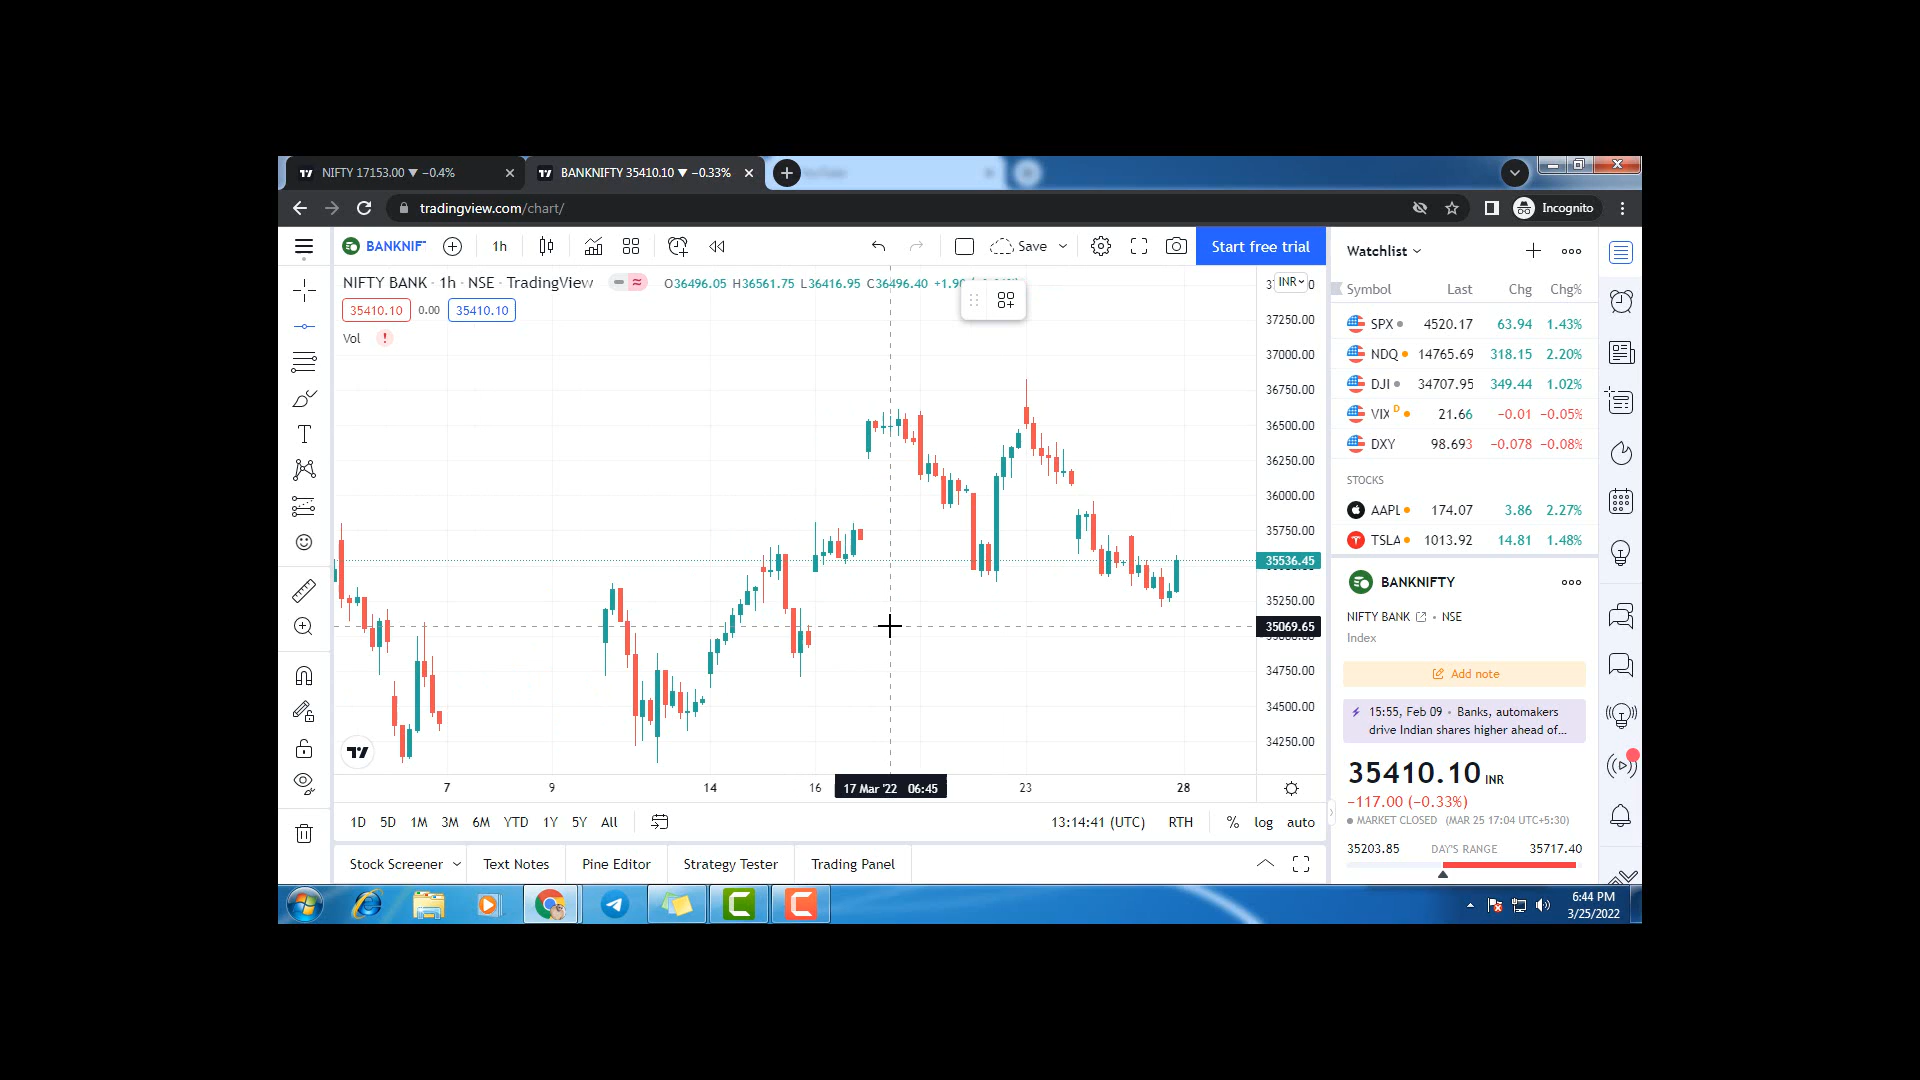 NIFTY 17153.00 ▼ −0.4%
BANKNIFTY 35410.10 ▼ −0.33%
tradingview.com/chart/
Incognito
BANKNIF
1h
Save
Start free trial
NIFTY BANK · 1h · NSE · TradingView
O36496.05 H36561.75 L36416.95 C36496.40 +1.90
INR
35410.10 0.00 35410.10
Vol
37250.00
37000.00
36750.00
36500.00
36250.00
36000.00
35750.00
35536.45
35250.00
35069.65
34750.00
34500.00
34250.00
7 9 14 16 17 Mar '22 06:45 23 28
1D 5D 1M 3M 6M YTD 1Y 5Y All
13:14:41 (UTC) RTH % log auto
Stock Screener Text Notes Pine Editor Strategy Tester Trading Panel
Watchlist
Symbol Last Chg Chg%
SPX 4520.17 63.94 1.43%
NDQ 14765.69 318.15 2.20%
DJI 34707.95 349.44 1.02%
VIX D 21.66 −0.01 −0.05%
DXY 98.693 −0.078 −0.08%
STOCKS
AAPL 174.07 3.86 2.27%
TSLA 1013.92 14.81 1.48%
BANKNIFTY
NIFTY BANK · NSE
Index
Add note
15:55, Feb 09 · Banks, automakers
drive Indian shares higher ahead of...
35410.10 INR
−117.00 (−0.33%)
MARKET CLOSED (MAR 25 17:04 UTC+5:30)
35203.85 DAY'S RANGE 35717.40
6:44 PM
3/25/2022